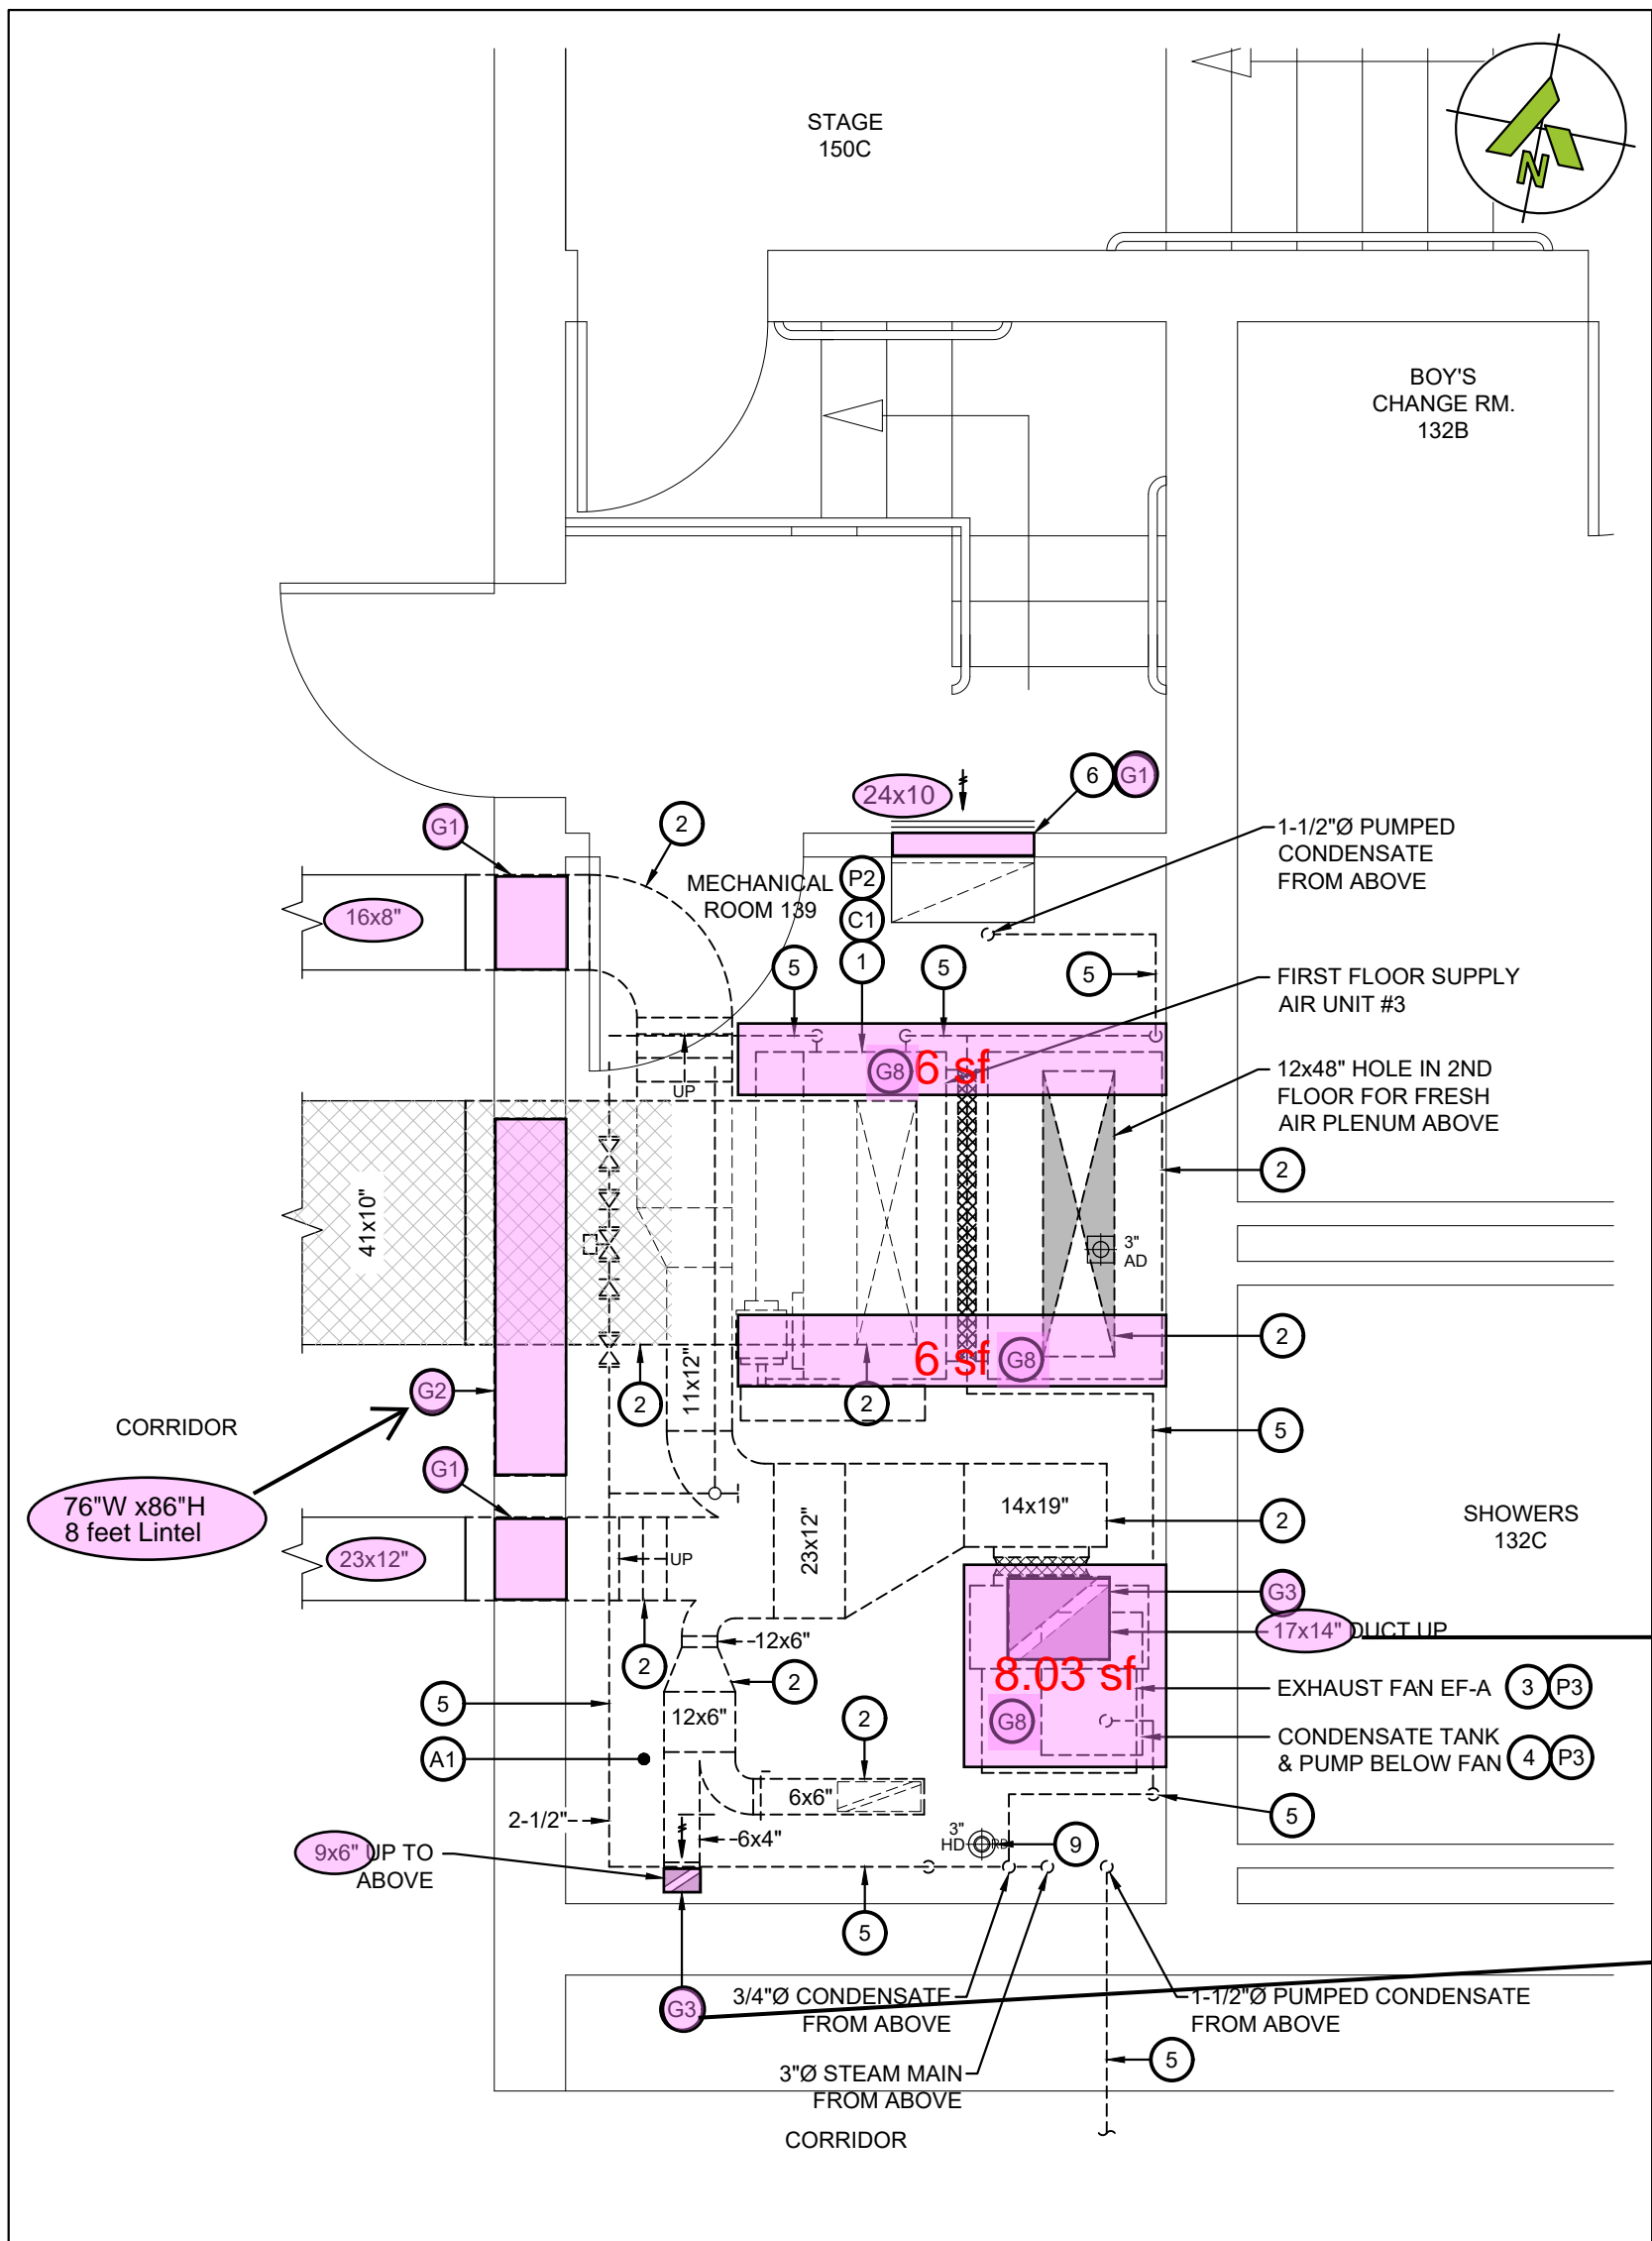 STAGE
150C
N
BOY'S
CHANGE RM.
132B
24x10
6
G1
G1
2
1-1/2"Ø PUMPED
CONDENSATE
FROM ABOVE
16x8"
MECHANICAL
ROOM 139
P2
C1
1
5
5
5
FIRST FLOOR SUPPLY
AIR UNIT #3
G8
6 sf
UP
12x48" HOLE IN 2ND
FLOOR FOR FRESH
AIR PLENUM ABOVE
2
41x10"
3"
AD
2
6 sf
G8
G2
2
11x12"
2
CORRIDOR
5
G1
76"W x86"H
8 feet Lintel
14x19"
2
SHOWERS
132C
23x12"
UP
23x12"
G3
17x14" DUCT UP
12x6"
2
2
8.03 sf
EXHAUST FAN EF-A
3
P3
5
12x6"
2
G8
CONDENSATE TANK
& PUMP BELOW FAN
4
P3
A1
6x6"
2-1/2"
6x4"
3"
HD
RD
9
5
9x6" UP TO
ABOVE
5
G3
3/4"Ø CONDENSATE
FROM ABOVE
1-1/2"Ø PUMPED CONDENSATE
FROM ABOVE
5
3"Ø STEAM MAIN
FROM ABOVE
CORRIDOR